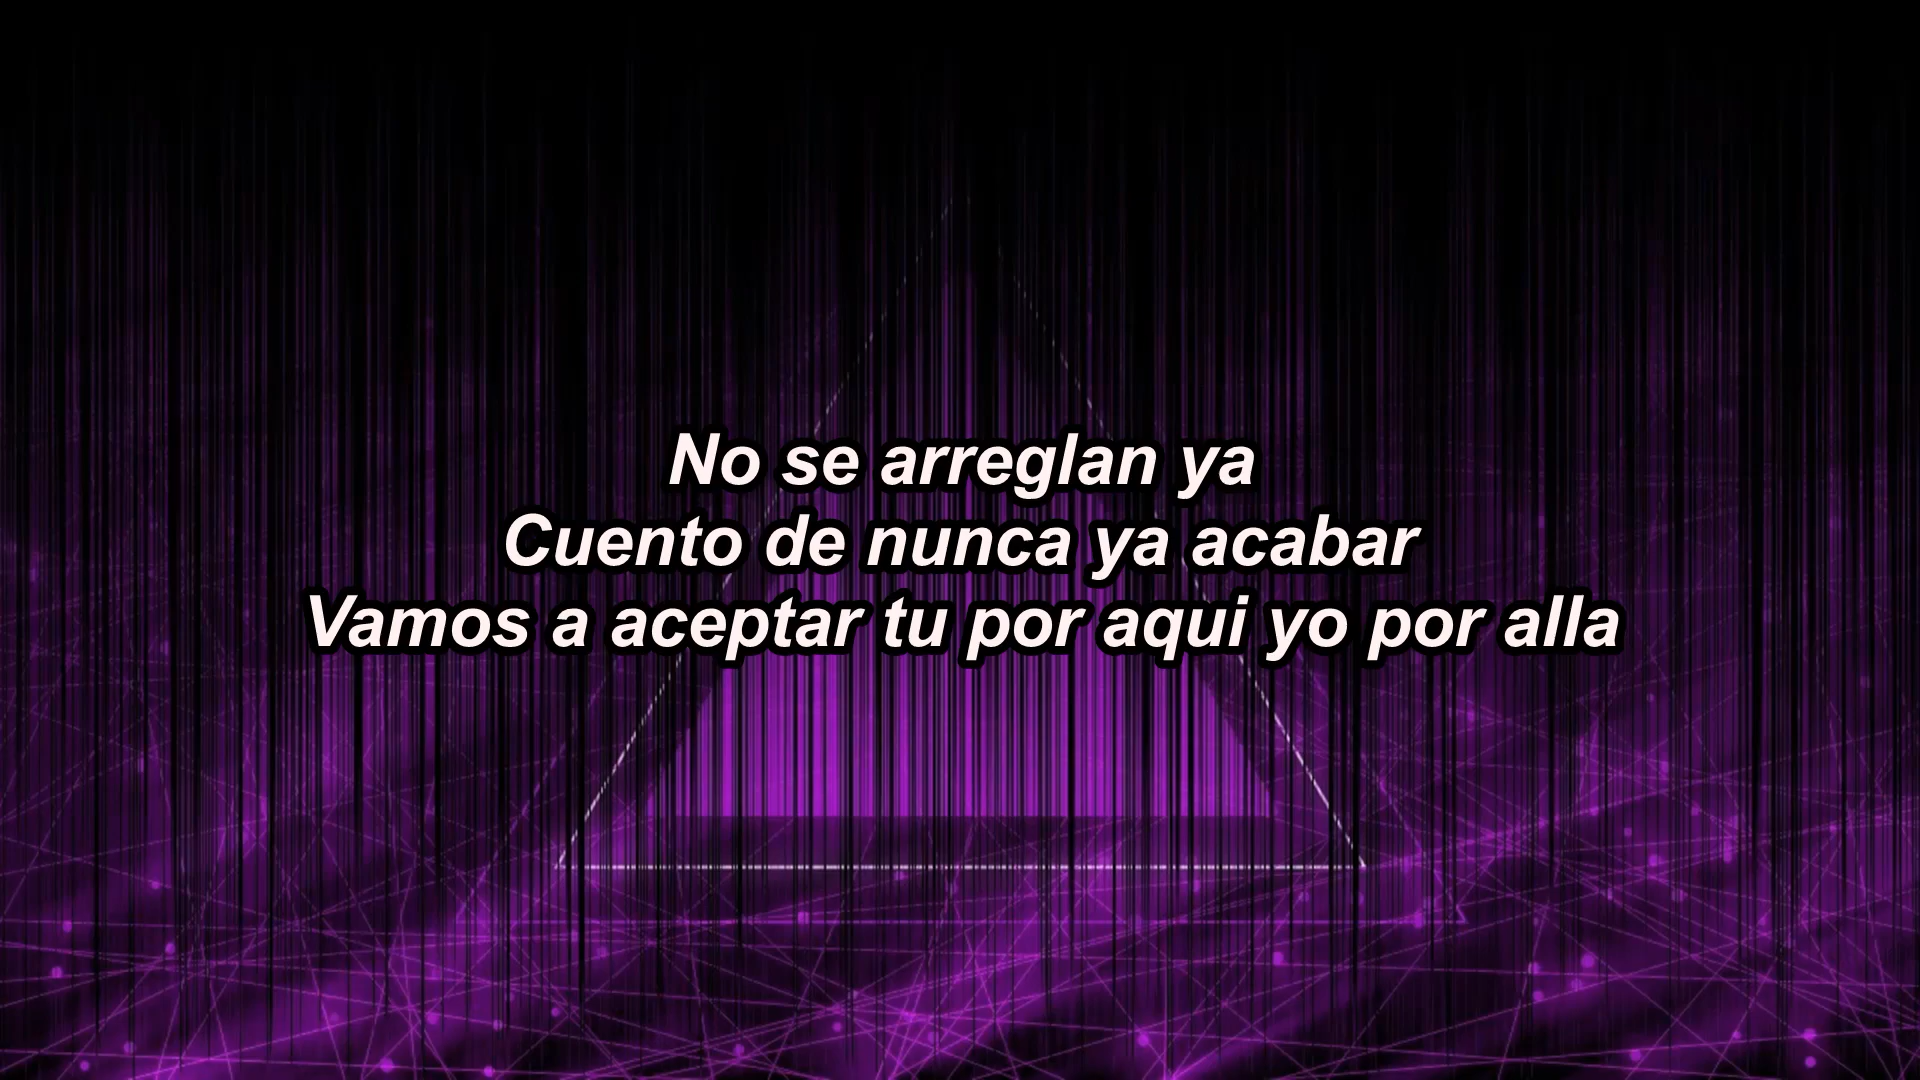 No se arreglan ya
Cuento de nunca ya acabar
Vamos a aceptar tu por aqui yo por alla